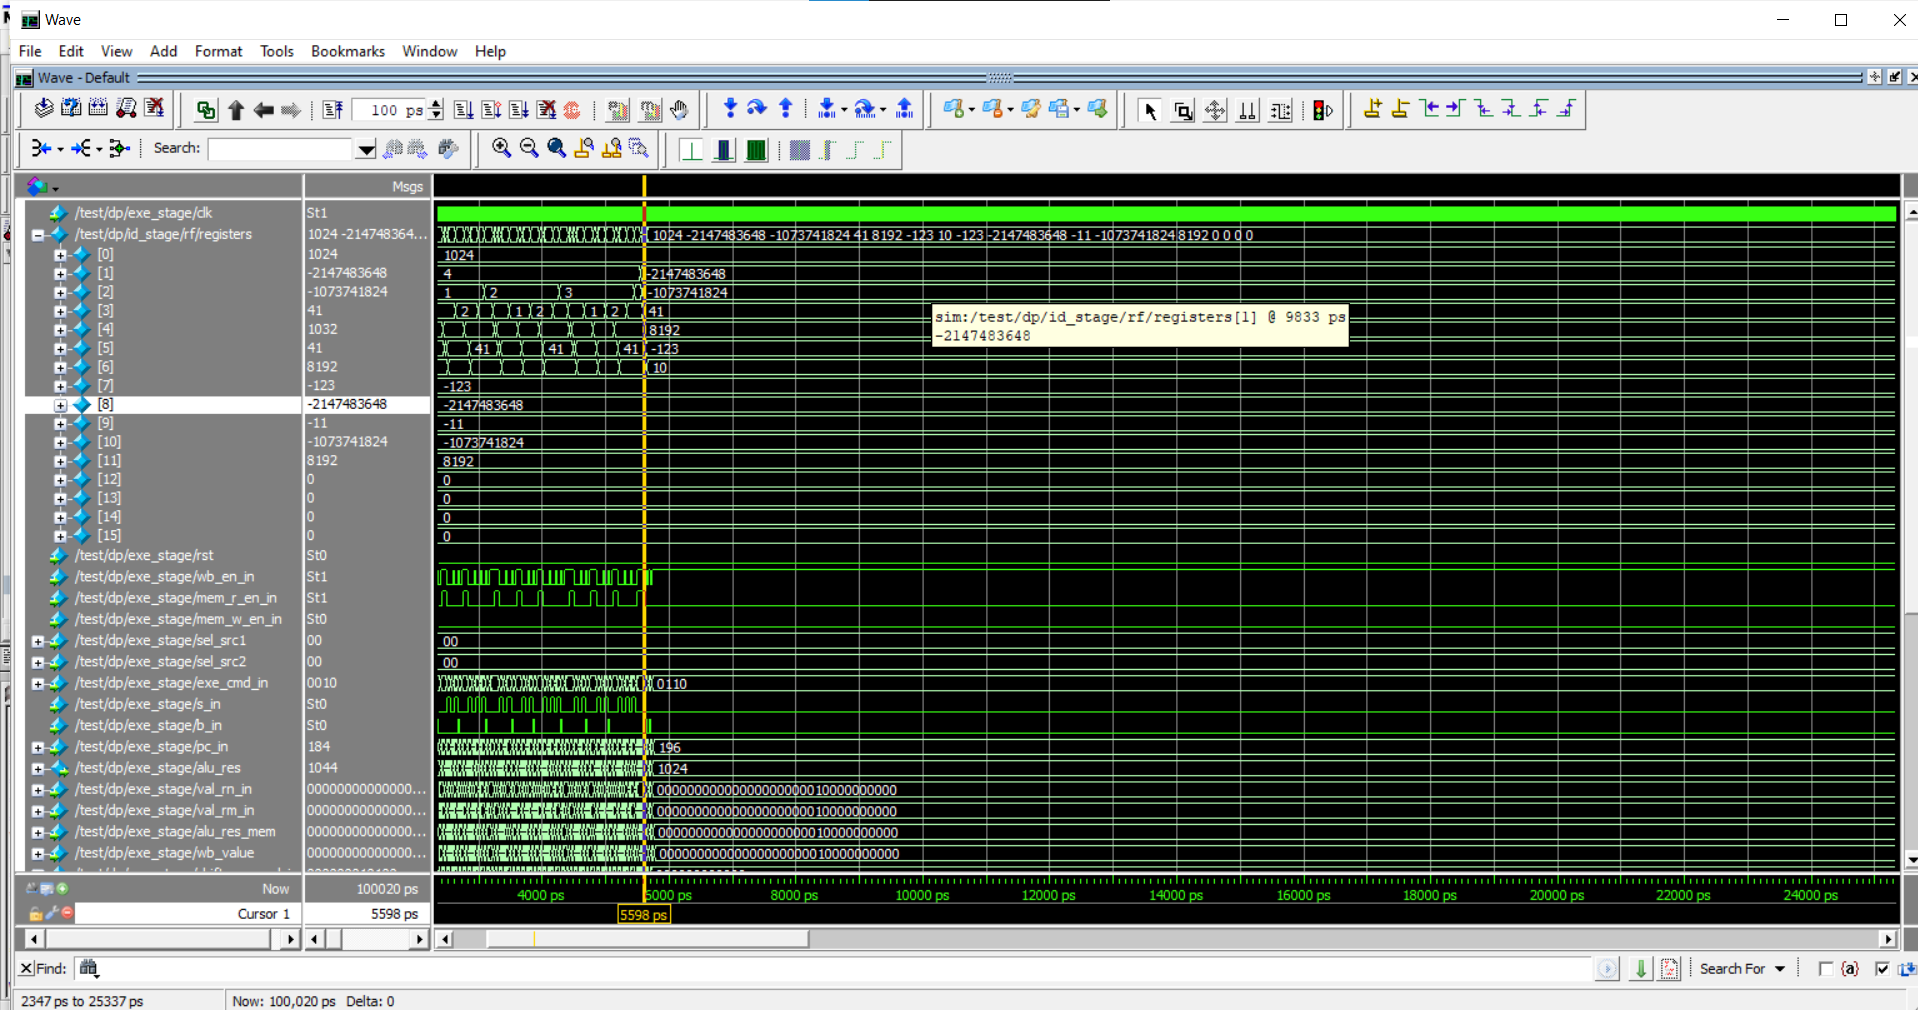 Wave
File Edit View Add Format Tools Bookmarks Window Help
Wave - Default
100 ps
Search:
Msgs
/test/dp/exe_stage/clk St1
/test/dp/id_stage/rf/registers 1024 -214748364... 1024 -2147483648 -1073741824 41 8192 -123 10 -123 -2147483648 -11 -1073741824 8192 0 0 0 0
[0] 1024 1024
[1] -2147483648 4 -2147483648
[2] -1073741824 1 2 3 -1073741824
[3] 41 2 1 2 1 2 41
[4] 1032 8192
[5] 41 41 41 41 -123
[6] 8192 10
[7] -123 -123
[8] -2147483648 -2147483648
[9] -11 -11
[10] -1073741824 -1073741824
[11] 8192 8192
[12] 0 0
[13] 0 0
[14] 0 0
[15] 0 0
sim:/test/dp/id_stage/rf/registers[1] @ 9833 ps
-2147483648
/test/dp/exe_stage/rst St0
/test/dp/exe_stage/wb_en_in St1
/test/dp/exe_stage/mem_r_en_in St1
/test/dp/exe_stage/mem_w_en_in St0
/test/dp/exe_stage/sel_src1 00 00
/test/dp/exe_stage/sel_src2 00 00
/test/dp/exe_stage/exe_cmd_in 0010 0110
/test/dp/exe_stage/s_in St0
/test/dp/exe_stage/b_in St0
/test/dp/exe_stage/pc_in 184 196
/test/dp/exe_stage/alu_res 1044 1024
/test/dp/exe_stage/val_rn_in 00000000000000... 00000000000000000000010000000000
/test/dp/exe_stage/val_rm_in 00000000000000... 00000000000000000000010000000000
/test/dp/exe_stage/alu_res_mem 00000000000000... 00000000000000000000010000000000
/test/dp/exe_stage/wb_value 00000000000000... 00000000000000000000010000000000
Now 100020 ps 4000 ps 6000 ps 8000 ps 10000 ps 12000 ps 14000 ps 16000 ps 18000 ps 20000 ps 22000 ps 24000 ps
Cursor 1 5598 ps 5598 ps
Find: Search For {a}
2347 ps to 25337 ps Now: 100,020 ps Delta: 0